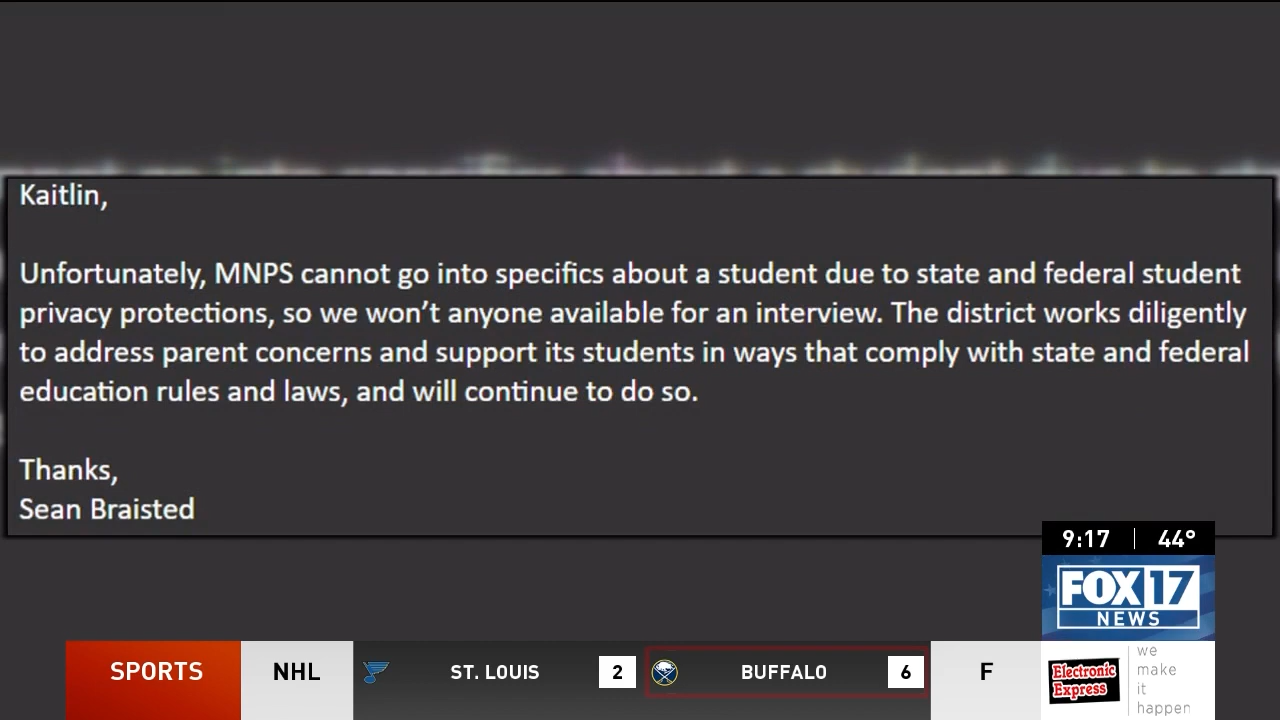 Kaitlin,
Unfortunately, MNPS cannot go into specifics about a student due to state and federal student
privacy protections, so we won't anyone available for an interview. The district works diligently
to address parent concerns and support its students in ways that comply with state and federal
education rules and laws, and will continue to do so.
Thanks,
Sean Braisted
9:17 44°
FOX 17
NEWS
SPORTS NHL ST. LOUIS 2 BUFFALO 6 F
Electronic
Express
we
make
it
happen